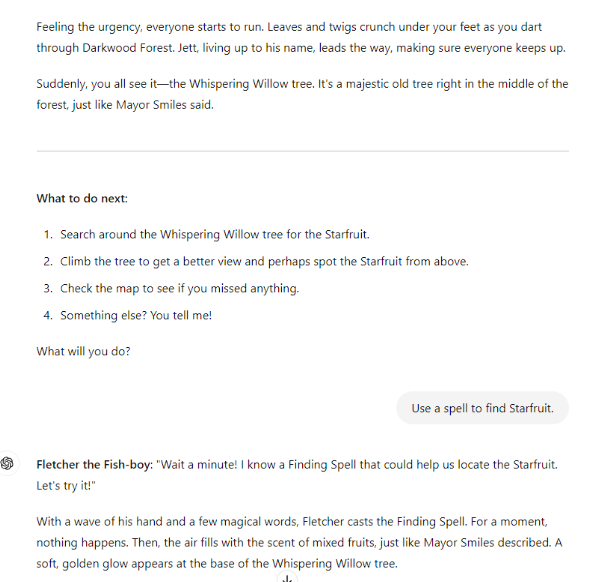 Feeling the urgency, everyone starts to run. Leaves and twigs crunch under your feet as you dart
through Darkwood Forest. Jett, living up to his name, leads the way, making sure everyone keeps up.
Suddenly, you all see it—the Whispering Willow tree. It's a majestic old tree right in the middle of the
forest, just like Mayor Smiles said.
What to do next:
1. Search around the Whispering Willow tree for the Starfruit.
2. Climb the tree to get a better view and perhaps spot the Starfruit from above.
3. Check the map to see if you missed anything.
4. Something else? You tell me!
What will you do?
Use a spell to find Starfruit.
Fletcher the Fish-boy: "Wait a minute! I know a Finding Spell that could help us locate the Starfruit.
Let's try it!"
With a wave of his hand and a few magical words, Fletcher casts the Finding Spell. For a moment,
nothing happens. Then, the air fills with the scent of mixed fruits, just like Mayor Smiles described. A
soft, golden glow appears at the base of the Whispering Willow tree.